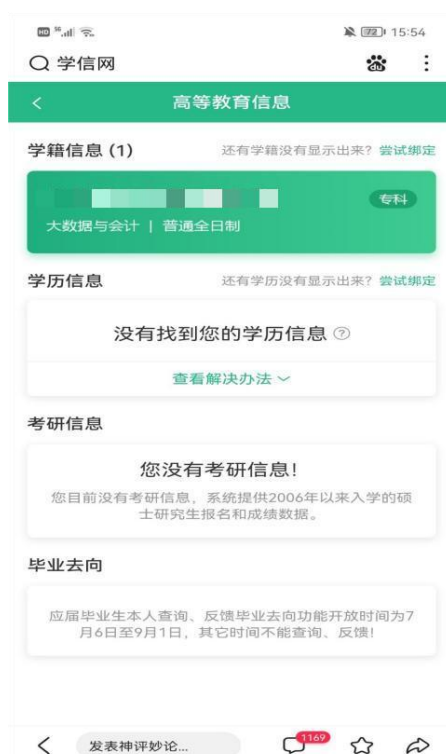 HD 5G 72 15:54
学信网 du
高等教育信息
学籍信息 (1) 还有学籍没有显示出来? 尝试绑定
专科
大数据与会计 | 普通全日制
学历信息 还有学历没有显示出来? 尝试绑定
没有找到您的学历信息 ?
查看解决办法
考研信息
您没有考研信息!
您目前没有考研信息, 系统提供2006年以来入学的硕
士研究生报名和成绩数据。
毕业去向
应届毕业生本人查询、反馈毕业去向功能开放时间为7
月6日至9月1日, 其它时间不能查询、反馈!
发表神评妙论... 1169